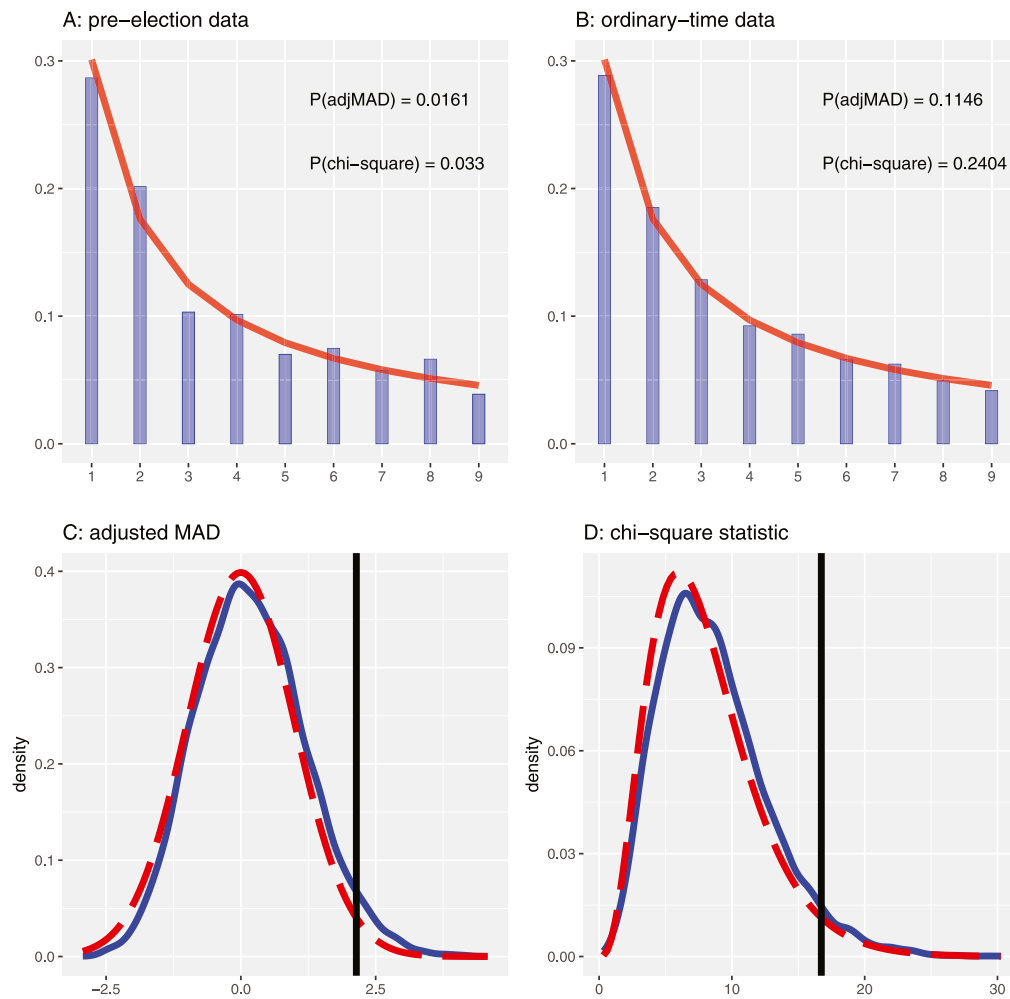 A: pre−election data
0.3
0.2
0.1
0.0
P(adjMAD) = 0.0161
P(chi−square) = 0.033
1 2 3 4 5 6 7 8 9
B: ordinary−time data
0.3
0.2
0.1
0.0
P(adjMAD) = 0.1146
P(chi−square) = 0.2404
1 2 3 4 5 6 7 8 9
C: adjusted MAD
density
0.4
0.3
0.2
0.1
0.0
−2.5 0.0 2.5
D: chi−square statistic
density
0.09
0.06
0.03
0.00
0 10 20 30